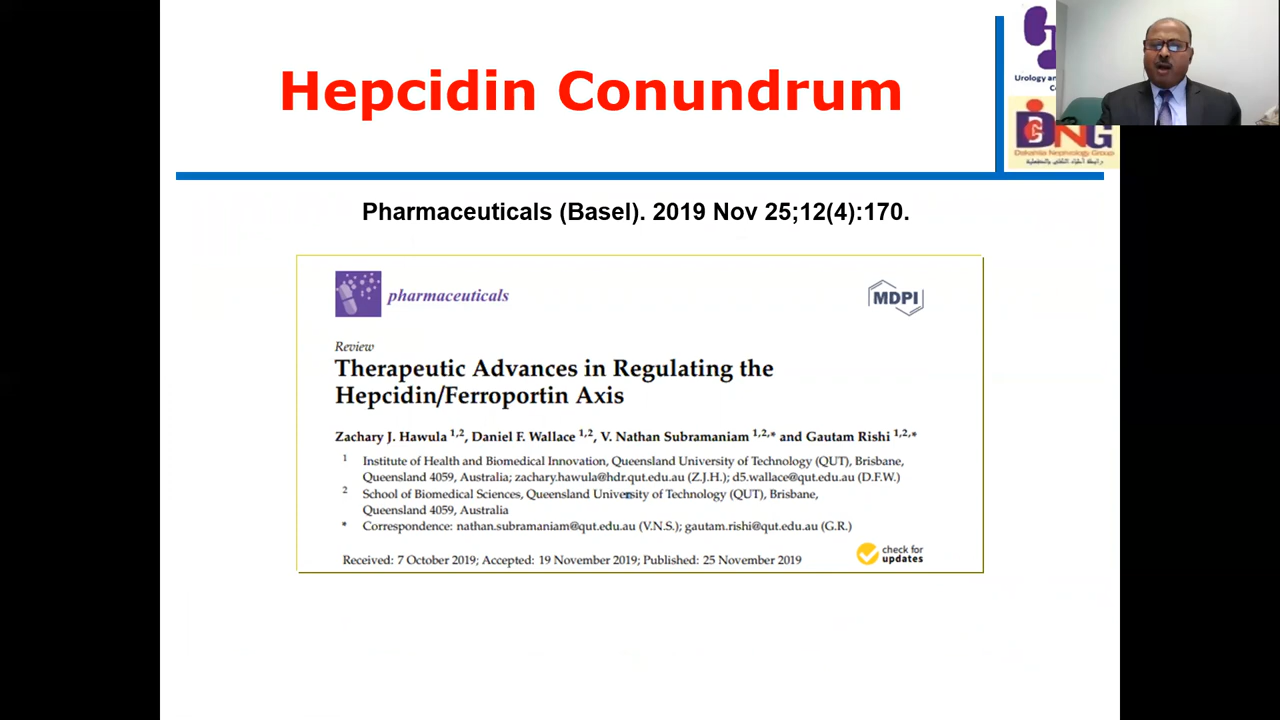 Hepcidin Conundrum
Urology and
Ce
DNG
Dakahlia Nephrology Group
Pharmaceuticals (Basel). 2019 Nov 25;12(4):170.
pharmaceuticals
MDPI
Review
Therapeutic Advances in Regulating the
Hepcidin/Ferroportin Axis
Zachary J. Hawula 1,2, Daniel F. Wallace 1,2, V. Nathan Subramaniam 1,2,* and Gautam Rishi 1,2,*
1 Institute of Health and Biomedical Innovation, Queensland University of Technology (QUT), Brisbane,
Queensland 4059, Australia; zachary.hawula@hdr.qut.edu.au (Z.J.H.); d5.wallace@qut.edu.au (D.F.W.)
2 School of Biomedical Sciences, Queensland University of Technology (QUT), Brisbane,
Queensland 4059, Australia
* Correspondence: nathan.subramaniam@qut.edu.au (V.N.S.); gautam.rishi@qut.edu.au (G.R.)
check for
updates
Received: 7 October 2019; Accepted: 19 November 2019; Published: 25 November 2019